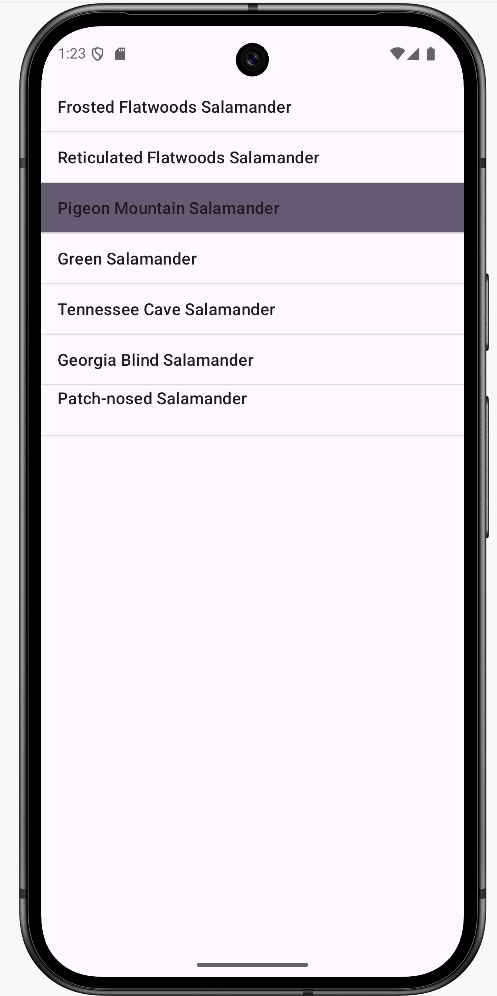 1:23
Frosted Flatwoods Salamander
Reticulated Flatwoods Salamander
Pigeon Mountain Salamander
Green Salamander
Tennessee Cave Salamander
Georgia Blind Salamander
Patch-nosed Salamander